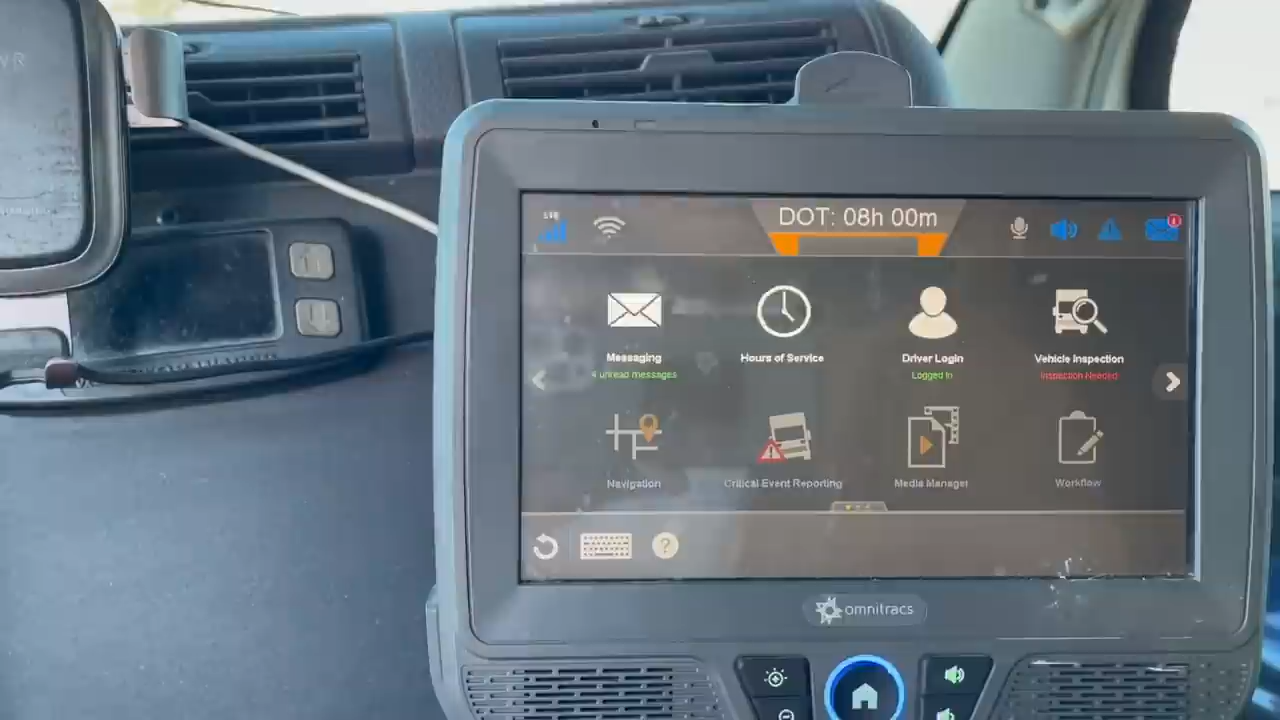 LTE
DOT: 08h 00m
Messaging
4 unread messages
Hours of Service
Driver Login
Logged In
Vehicle Inspection
Inspection Needed
Navigation
Critical Event Reporting
Media Manager
Workflow
?
omnitracs